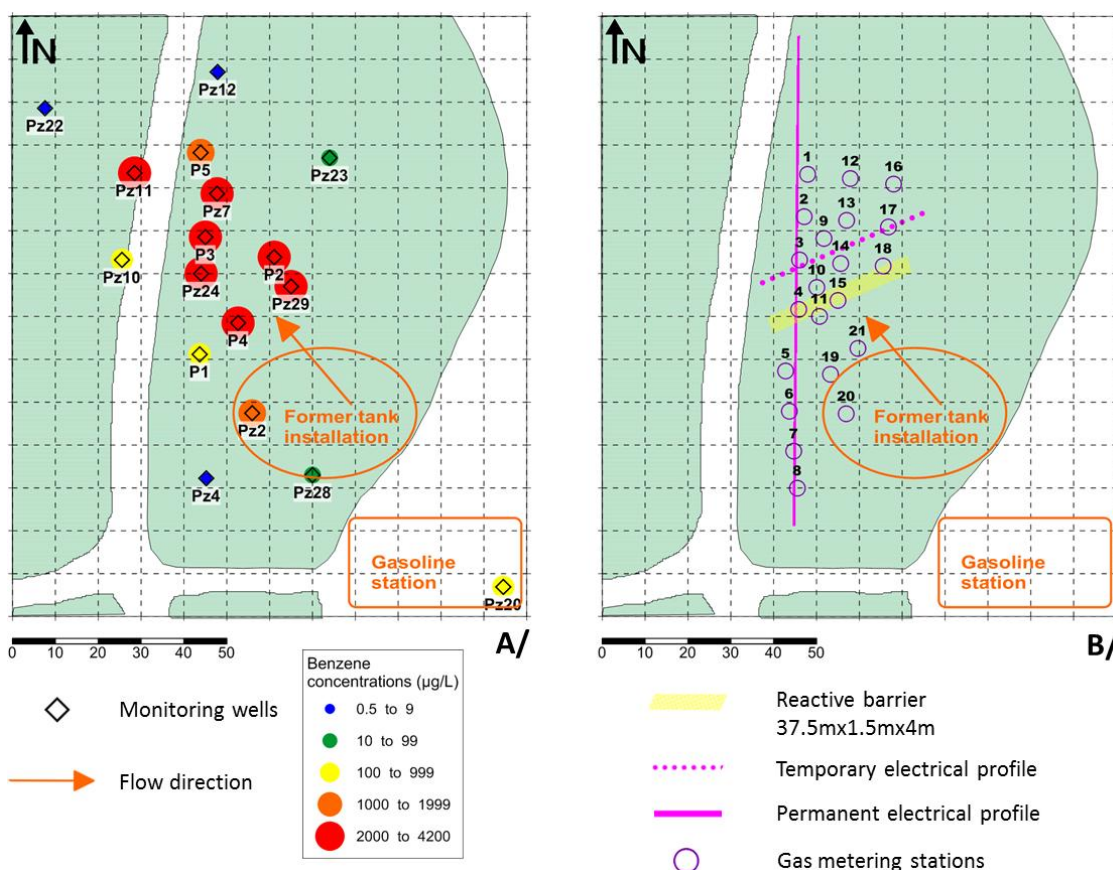 N
Pz12
Pz22
P5
Pz23
Pz11
Pz7
P3
P2
Pz10
Pz24
Pz29
P4
P1
Pz2
Former tank
installation
Pz4
Pz28
Gasoline
station
Pz20
0 10 20 30 40 50
A/
Monitoring wells
Flow direction
Benzene
concentrations (µg/L)
0.5 to 9
10 to 99
100 to 999
1000 to 1999
2000 to 4200
N
1
12
16
2
13
17
9
3
14
18
10
15
4
11
21
5
19
6
20
Former tank
installation
7
8
Gasoline
station
0 10 20 30 40 50
B/
Reactive barrier
37.5mx1.5mx4m
Temporary electrical profile
Permanent electrical profile
Gas metering stations